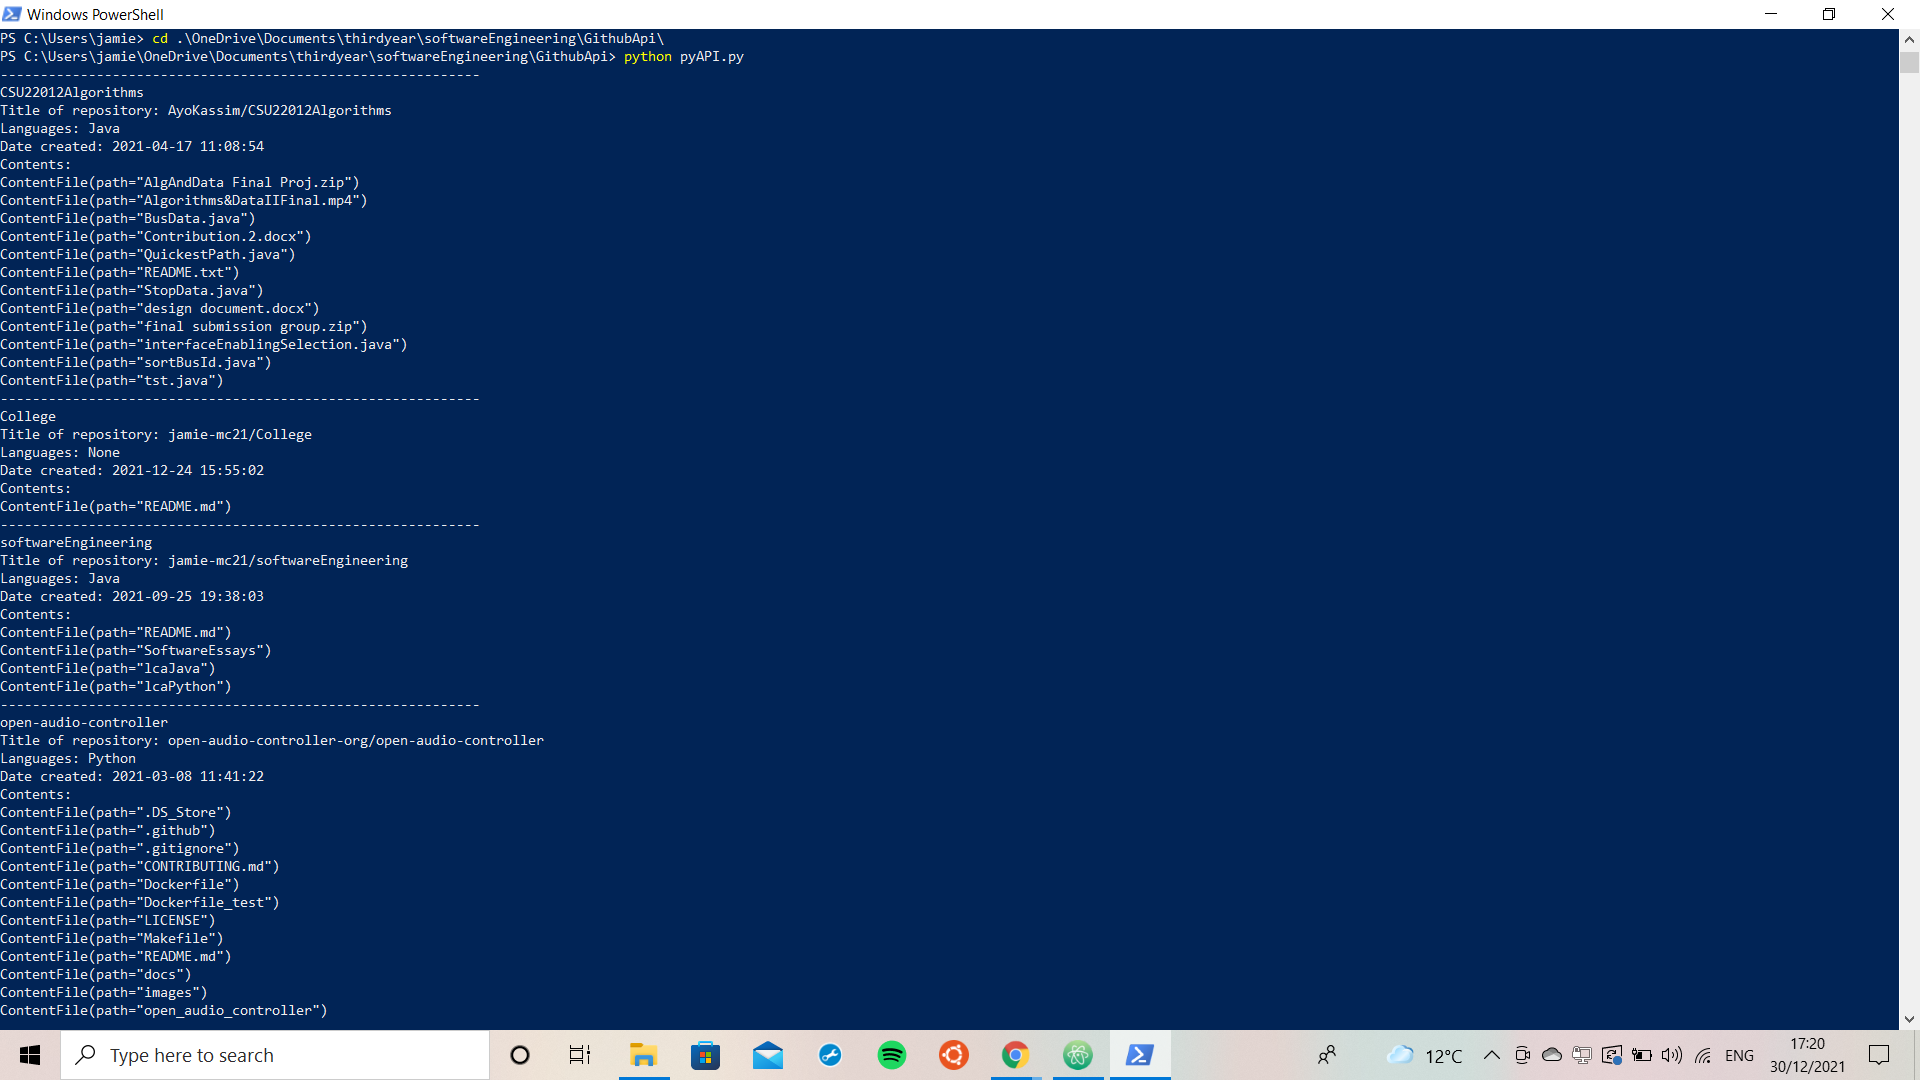 Windows PowerShell
PS C:\Users\jamie> cd .\OneDrive\Documents\thirdyear\softwareEngineering\GithubApi\
PS C:\Users\jamie\OneDrive\Documents\thirdyear\softwareEngineering\GithubApi> python pyAPI.py
------------------------------------------------------------
CSU22012Algorithms
Title of repository: AyoKassim/CSU22012Algorithms
Languages: Java
Date created: 2021-04-17 11:08:54
Contents:
ContentFile(path="AlgAndData Final Proj.zip")
ContentFile(path="Algorithms&DataIIFinal.mp4")
ContentFile(path="BusData.java")
ContentFile(path="Contribution.2.docx")
ContentFile(path="QuickestPath.java")
ContentFile(path="README.txt")
ContentFile(path="StopData.java")
ContentFile(path="design document.docx")
ContentFile(path="final submission group.zip")
ContentFile(path="interfaceEnablingSelection.java")
ContentFile(path="sortBusId.java")
ContentFile(path="tst.java")
------------------------------------------------------------
College
Title of repository: jamie-mc21/College
Languages: None
Date created: 2021-12-24 15:55:02
Contents:
ContentFile(path="README.md")
------------------------------------------------------------
softwareEngineering
Title of repository: jamie-mc21/softwareEngineering
Languages: Java
Date created: 2021-09-25 19:38:03
Contents:
ContentFile(path="README.md")
ContentFile(path="SoftwareEssays")
ContentFile(path="lcaJava")
ContentFile(path="lcaPython")
------------------------------------------------------------
open-audio-controller
Title of repository: open-audio-controller-org/open-audio-controller
Languages: Python
Date created: 2021-03-08 11:41:22
Contents:
ContentFile(path=".DS_Store")
ContentFile(path=".github")
ContentFile(path=".gitignore")
ContentFile(path="CONTRIBUTING.md")
ContentFile(path="Dockerfile")
ContentFile(path="Dockerfile_test")
ContentFile(path="LICENSE")
ContentFile(path="Makefile")
ContentFile(path="README.md")
ContentFile(path="docs")
ContentFile(path="images")
ContentFile(path="open_audio_controller")
Type here to search
12°C
ENG
17:20
30/12/2021